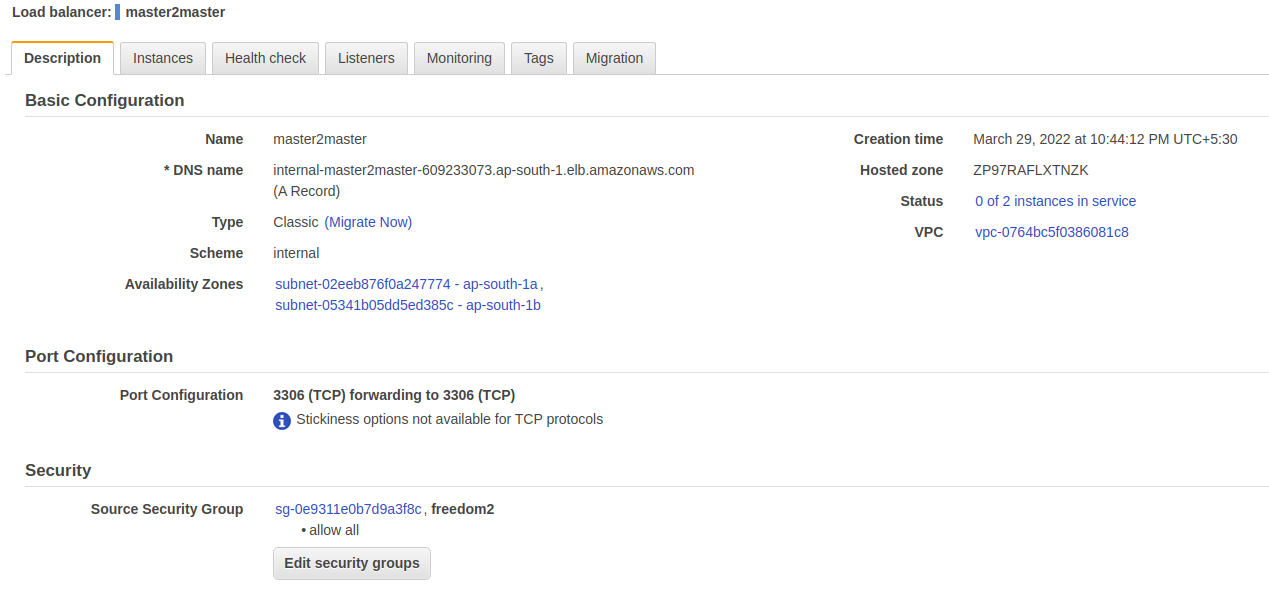 Load balancer: master2master
Description Instances Health check Listeners Monitoring Tags Migration
Basic Configuration
Name master2master
* DNS name internal-master2master-609233073.ap-south-1.elb.amazonaws.com
(A Record)
Type Classic (Migrate Now)
Scheme internal
Availability Zones subnet-02eeb876f0a247774 - ap-south-1a,
subnet-05341b05dd5ed385c - ap-south-1b
Creation time March 29, 2022 at 10:44:12 PM UTC+5:30
Hosted zone ZP97RAFLXTNZK
Status 0 of 2 instances in service
VPC vpc-0764bc5f0386081c8
Port Configuration
Port Configuration 3306 (TCP) forwarding to 3306 (TCP)
Stickiness options not available for TCP protocols
Security
Source Security Group sg-0e9311e0b7d9a3f8c, freedom2
• allow all
Edit security groups